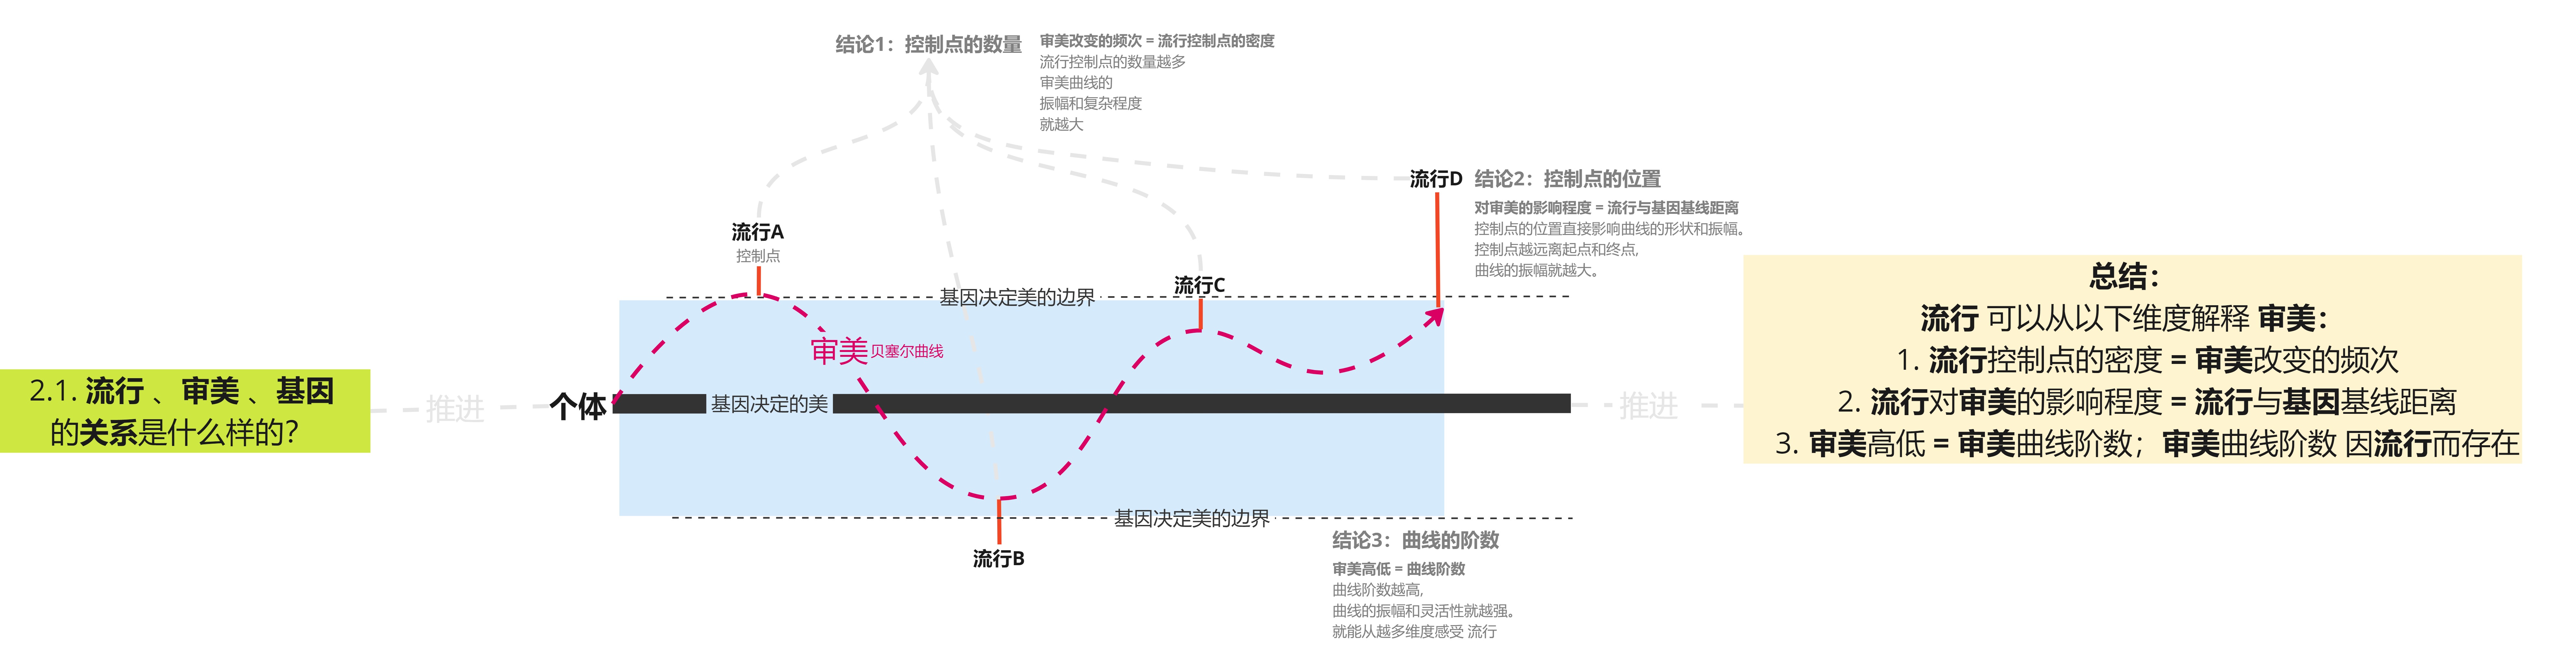 2.1. 流行 、审美 、基因
的关系是什么样的？
推进
个体
基因决定的美
审美 贝塞尔曲线
基因决定美的边界
基因决定美的边界
流行A
控制点
流行B
流行C
流行D
结论1：控制点的数量
审美改变的频次 = 流行控制点的密度
流行控制点的数量越多
审美曲线的
振幅和复杂程度
就越大
结论2：控制点的位置
对审美的影响程度 = 流行与基因基线距离
控制点的位置直接影响曲线的形状和振幅。
控制点越远离起点和终点,
曲线的振幅就越大。
结论3：曲线的阶数
审美高低 = 曲线阶数
曲线阶数越高,
曲线的振幅和灵活性就越强。
就能从越多维度感受 流行
推进
总结：
流行 可以从以下维度解释 审美：
1. 流行控制点的密度 = 审美改变的频次
2. 流行对审美的影响程度 = 流行与基因基线距离
3. 审美高低 = 审美曲线阶数；审美曲线阶数 因流行而存在